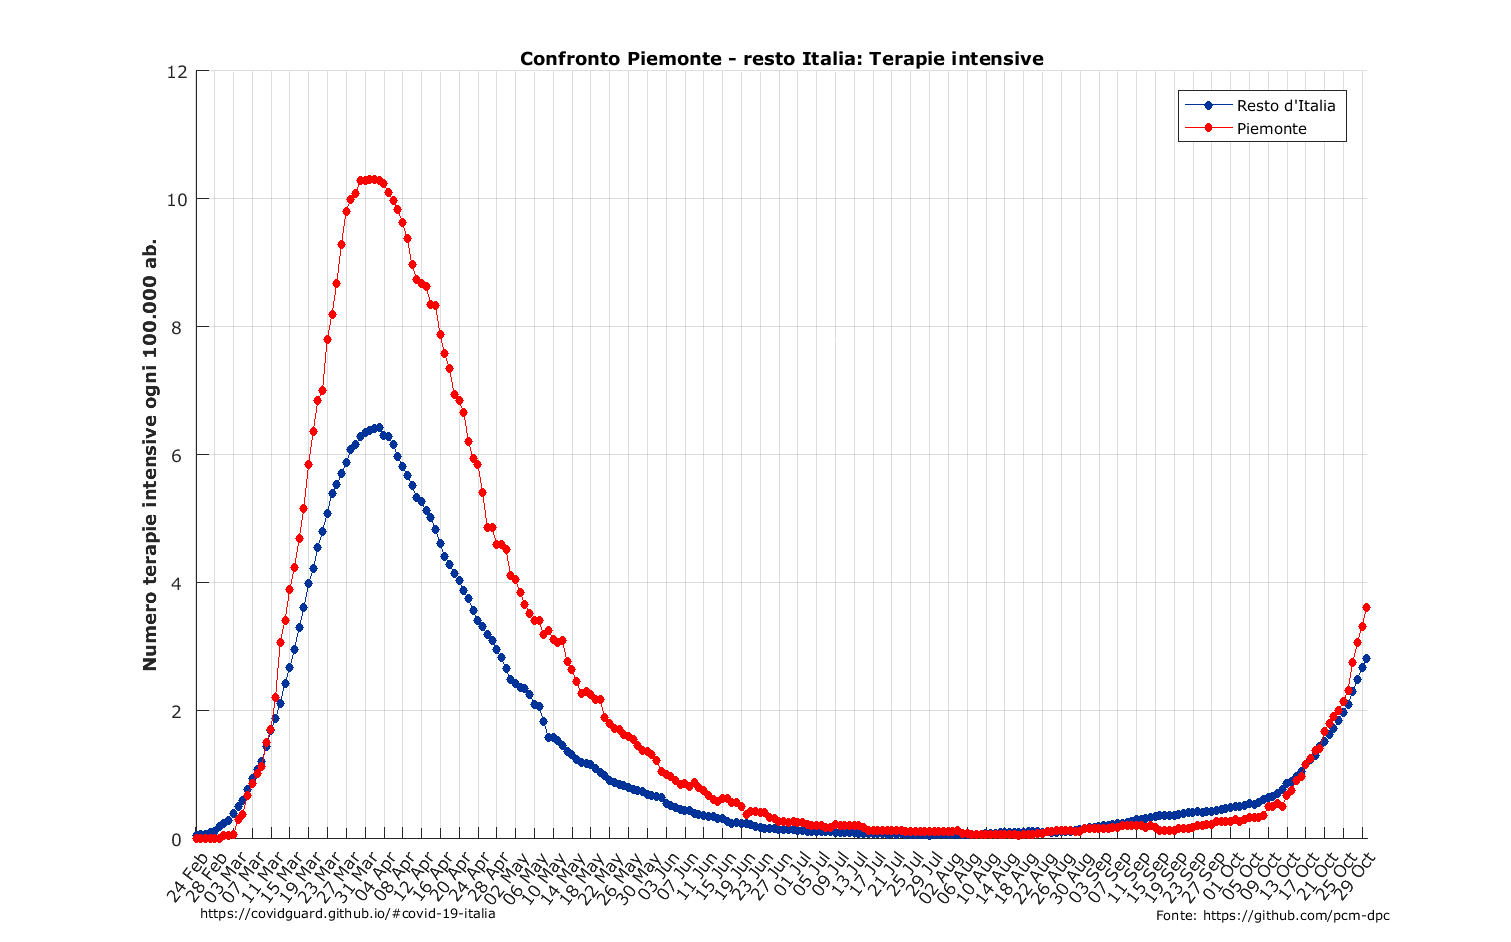 Confronto Piemonte - resto Italia: Terapie intensive
Resto d'Italia
Piemonte
Numero terapie intensive ogni 100.000 ab.
12
10
8
6
4
2
0
24 Feb
28 Feb
03 Mar
07 Mar
11 Mar
15 Mar
19 Mar
23 Mar
27 Mar
31 Mar
04 Apr
08 Apr
12 Apr
16 Apr
20 Apr
24 Apr
28 Apr
02 May
06 May
10 May
14 May
18 May
22 May
26 May
30 May
03 Jun
07 Jun
11 Jun
15 Jun
19 Jun
23 Jun
27 Jun
01 Jul
05 Jul
09 Jul
13 Jul
17 Jul
21 Jul
25 Jul
29 Jul
02 Aug
06 Aug
10 Aug
14 Aug
18 Aug
22 Aug
26 Aug
30 Aug
03 Sep
07 Sep
11 Sep
15 Sep
19 Sep
23 Sep
27 Sep
01 Oct
05 Oct
09 Oct
13 Oct
17 Oct
21 Oct
25 Oct
29 Oct
https://covidguard.github.io/#covid-19-italia
Fonte: https://github.com/pcm-dpc